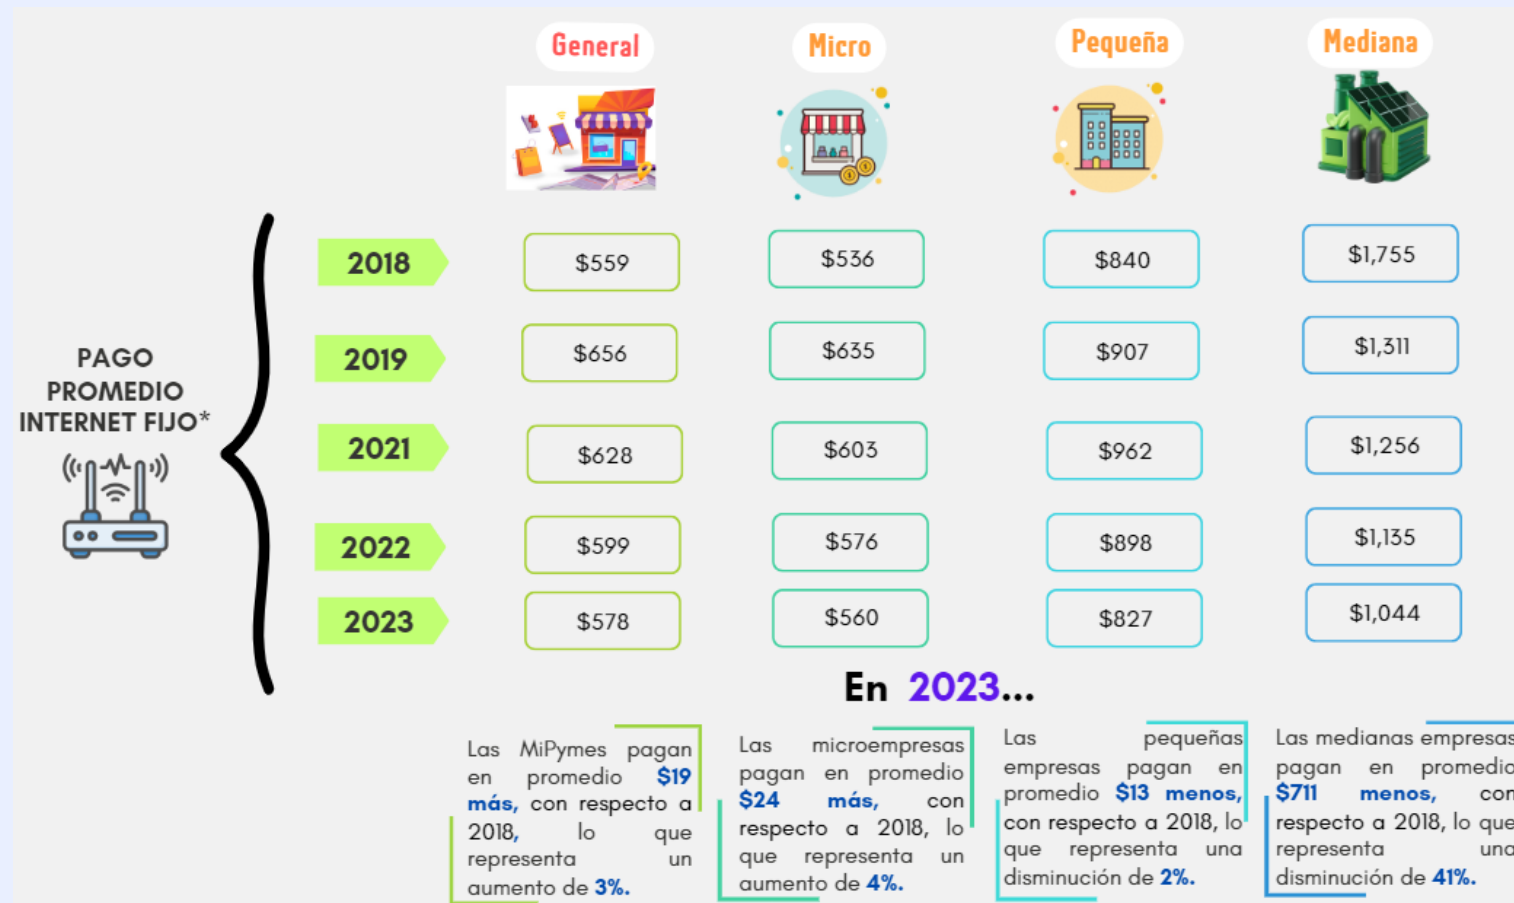 General
Micro
Pequeña
Mediana
2018
$559
$536
$840
$1,755
2019
$656
$635
$907
$1,311
PAGO
PROMEDIO
INTERNET FIJO*
2021
$628
$603
$962
$1,256
2022
$599
$576
$898
$1,135
2023
$578
$560
$827
$1,044
En 2023...
Las MiPymes pagan
en promedio $19
más, con respecto a
2018, lo que
representa un
aumento de 3%.
Las microempresas
pagan en promedio
$24 más, con
respecto a 2018, lo
que representa un
aumento de 4%.
Las pequeñas
empresas pagan en
promedio $13 menos,
con respecto a 2018, lo
que representa una
disminución de 2%.
Las medianas empresas
pagan en promedio
$711 menos, con
respecto a 2018, lo que
representa una
disminución de 41%.